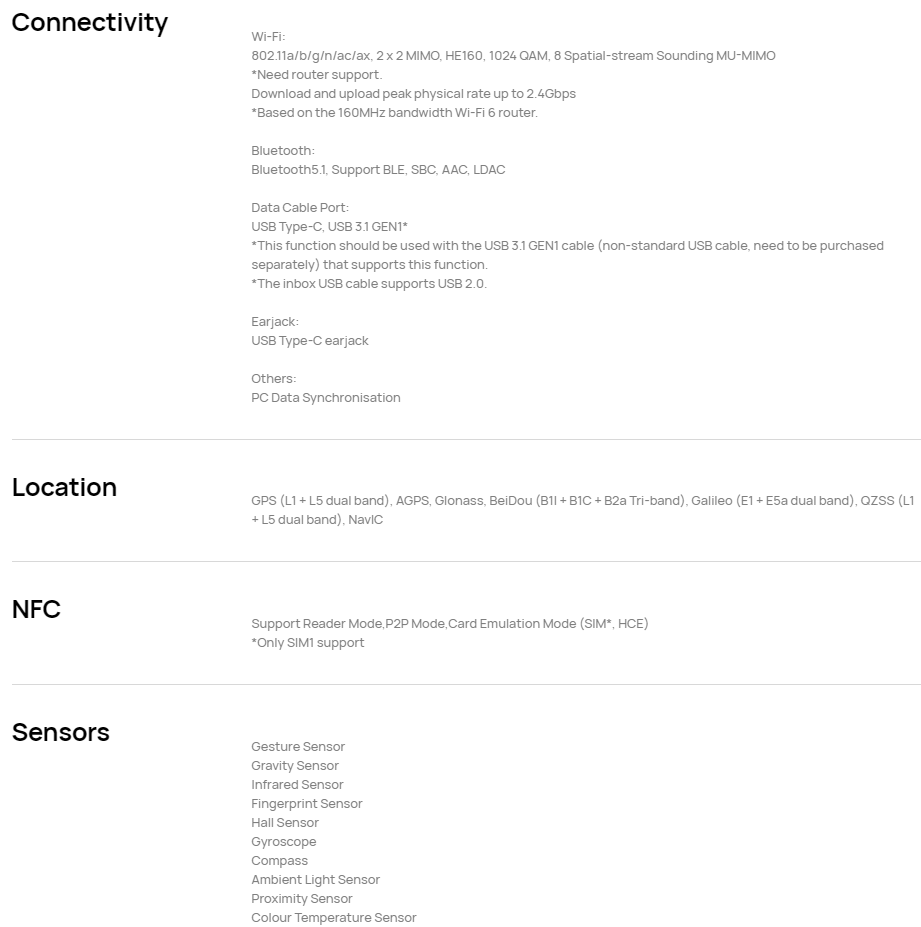 Connectivity
Wi-Fi:
802.11a/b/g/n/ac/ax, 2 x 2 MIMO, HE160, 1024 QAM, 8 Spatial-stream Sounding MU-MIMO
*Need router support.
Download and upload peak physical rate up to 2.4Gbps
*Based on the 160MHz bandwidth Wi-Fi 6 router.
Bluetooth:
Bluetooth5.1, Support BLE, SBC, AAC, LDAC
Data Cable Port:
USB Type-C, USB 3.1 GEN1*
*This function should be used with the USB 3.1 GEN1 cable (non-standard USB cable, need to be purchased
separately) that supports this function.
*The inbox USB cable supports USB 2.0.
Earjack:
USB Type-C earjack
Others:
PC Data Synchronisation
Location
GPS (L1 + L5 dual band), AGPS, Glonass, BeiDou (B1I + B1C + B2a Tri-band), Galileo (E1 + E5a dual band), QZSS (L1
+ L5 dual band), NavIC
NFC
Support Reader Mode,P2P Mode,Card Emulation Mode (SIM*, HCE)
*Only SIM1 support
Sensors
Gesture Sensor
Gravity Sensor
Infrared Sensor
Fingerprint Sensor
Hall Sensor
Gyroscope
Compass
Ambient Light Sensor
Proximity Sensor
Colour Temperature Sensor